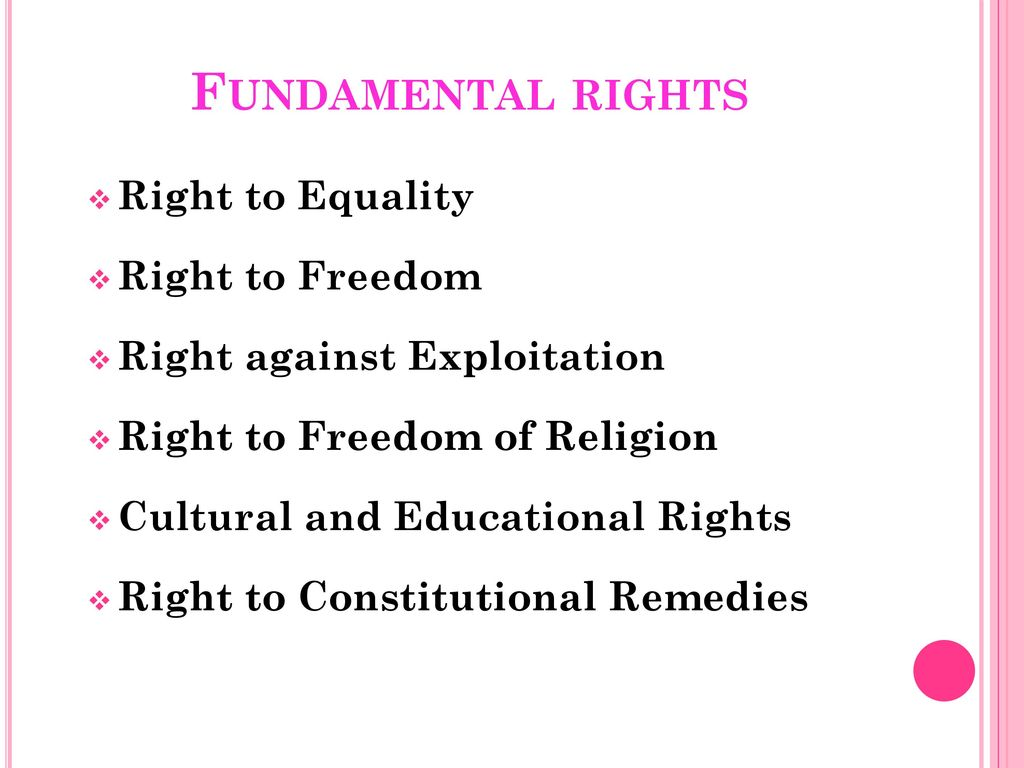 FUNDAMENTAL RIGHTS
Right to Equality
Right to Freedom
Right against Exploitation
Right to Freedom of Religion
Cultural and Educational Rights
Right to Constitutional Remedies